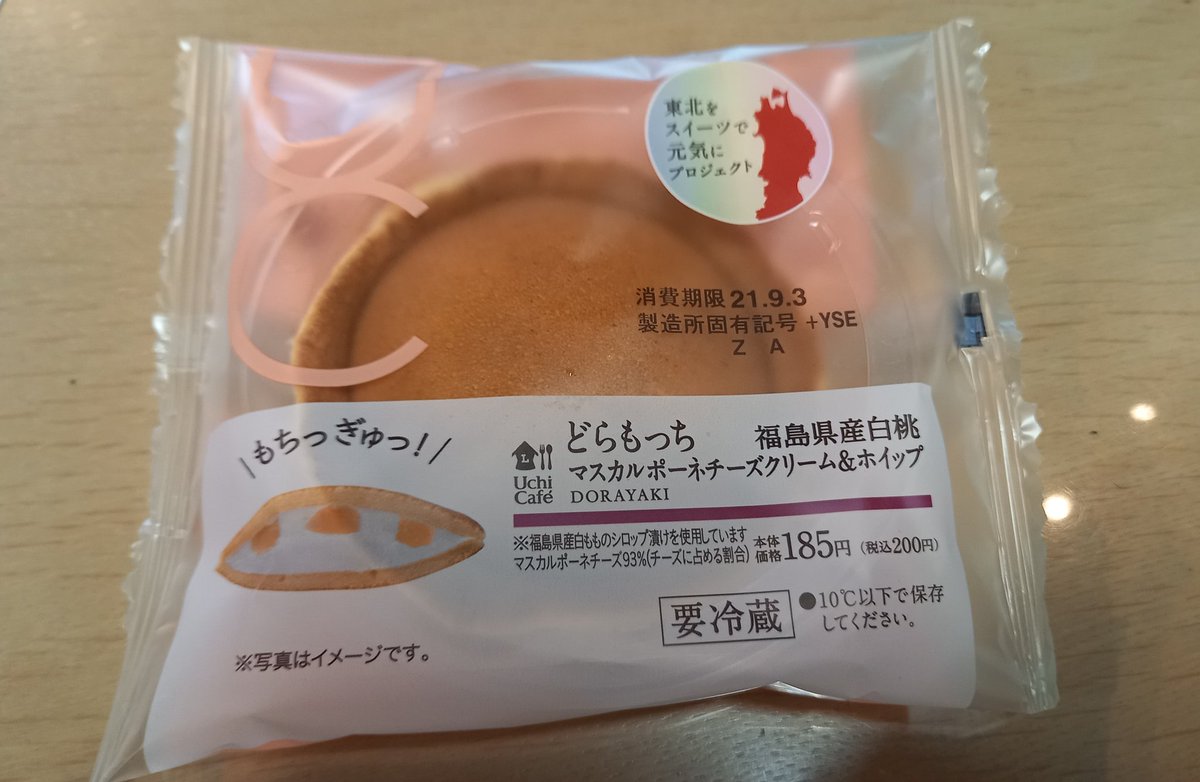 東北を
スイーツで
元気に
プロジェクト
消費期限 21.9.3
製造所固有記号 +YSE
Z A
\もちっぎゅっ!/
L
Uchi
Café
どらもっち 福島県産白桃
マスカルポーネチーズクリーム&ホイップ
DORAYAKI
※福島県産白もものシロップ漬けを使用しています
マスカルポーネチーズ93%(チーズに占める割合)
本体価格185円(税込200円)
要冷蔵
●10℃以下で保存
してください。
※写真はイメージです。